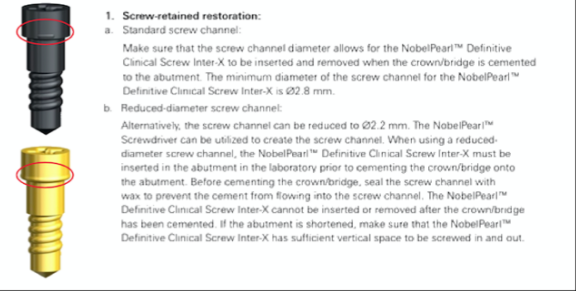 1. Screw-retained restoration:
a. Standard screw channel:
Make sure that the screw channel diameter allows for the NobelPearl™ Definitive
Clinical Screw Inter-X to be inserted and removed when the crown/bridge is cemented
to the abutment. The minimum diameter of the screw channel for the NobelPearl™
Definitive Clinical Screw Inter-X is Ø2.8 mm.
b. Reduced-diameter screw channel:
Alternatively, the screw channel can be reduced to Ø2.2 mm. The NobelPearl™
Screwdriver can be utilized to create the screw channel. When using a reduced-
diameter screw channel, the NobelPearl™ Definitive Clinical Screw Inter-X must be
inserted in the abutment in the laboratory prior to cementing the crown/bridge onto
the abutment. Before cementing the crown/bridge, seal the screw channel with
wax to prevent the cement from flowing into the screw channel. The NobelPearl™
Definitive Clinical Screw Inter-X cannot be inserted or removed after the crown/bridge
has been cemented. If the abutment is shortened, make sure that the NobelPearl™
Definitive Clinical Screw Inter-X has sufficient vertical space to be screwed in and out.